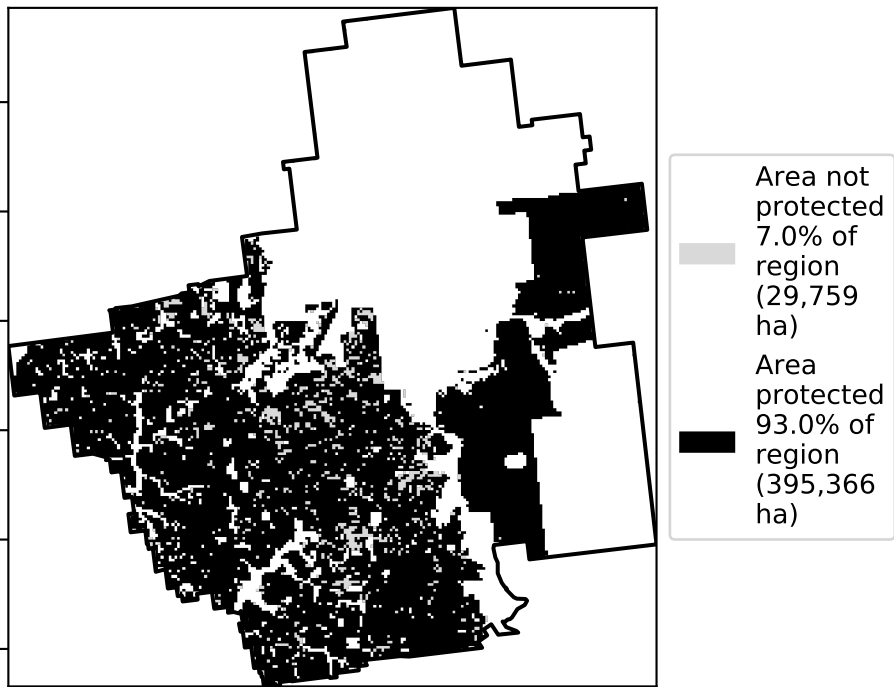 Area not
protected
7.0% of
region
(29,759
ha)
Area
protected
93.0% of
region
(395,366
ha)